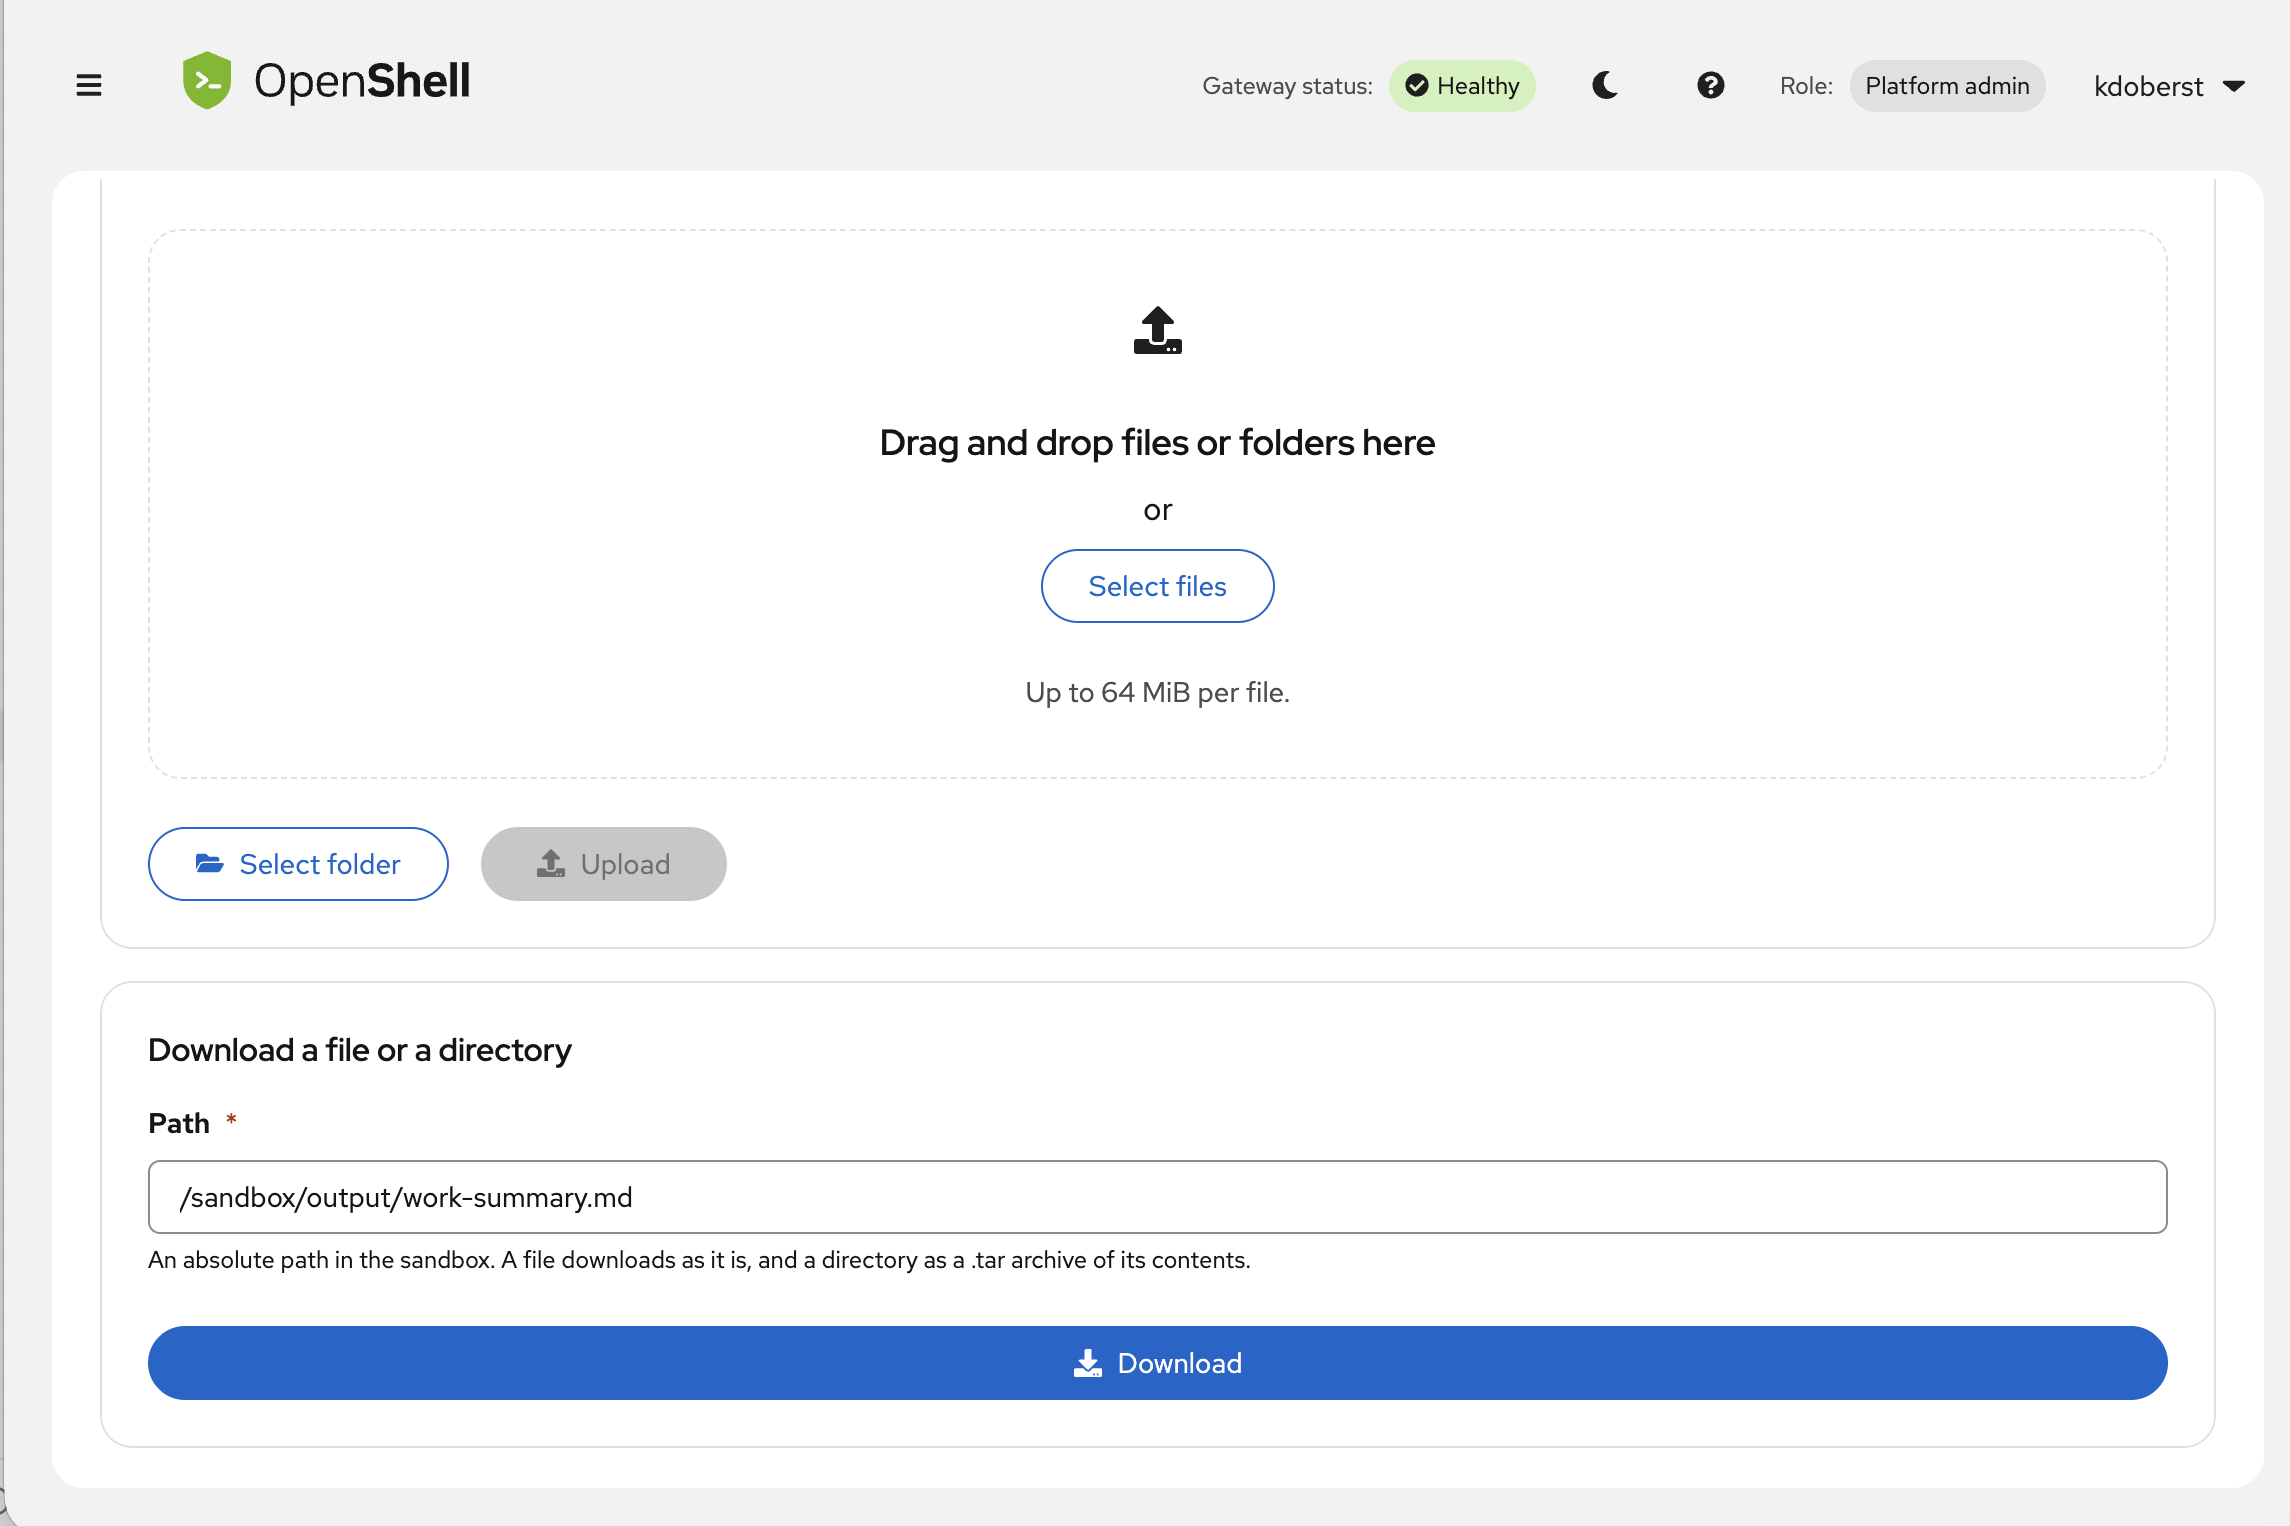 OpenShell
Gateway status: Healthy
Role: Platform admin
kdoberst
Drag and drop files or folders here
or
Select files
Up to 64 MiB per file.
Select folder
Upload
Download a file or a directory
Path *
/sandbox/output/work-summary.md
An absolute path in the sandbox. A file downloads as it is, and a directory as a .tar archive of its contents.
Download